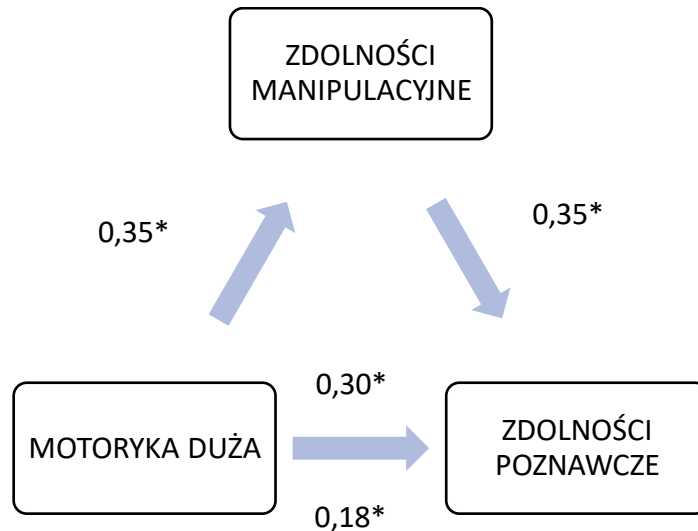 ZDOLNOŚCI
MANIPULACYJNE
0,35*
0,35*
0,30*
MOTORYKA DUŻA
ZDOLNOŚCI
POZNAWCZE
0,18*